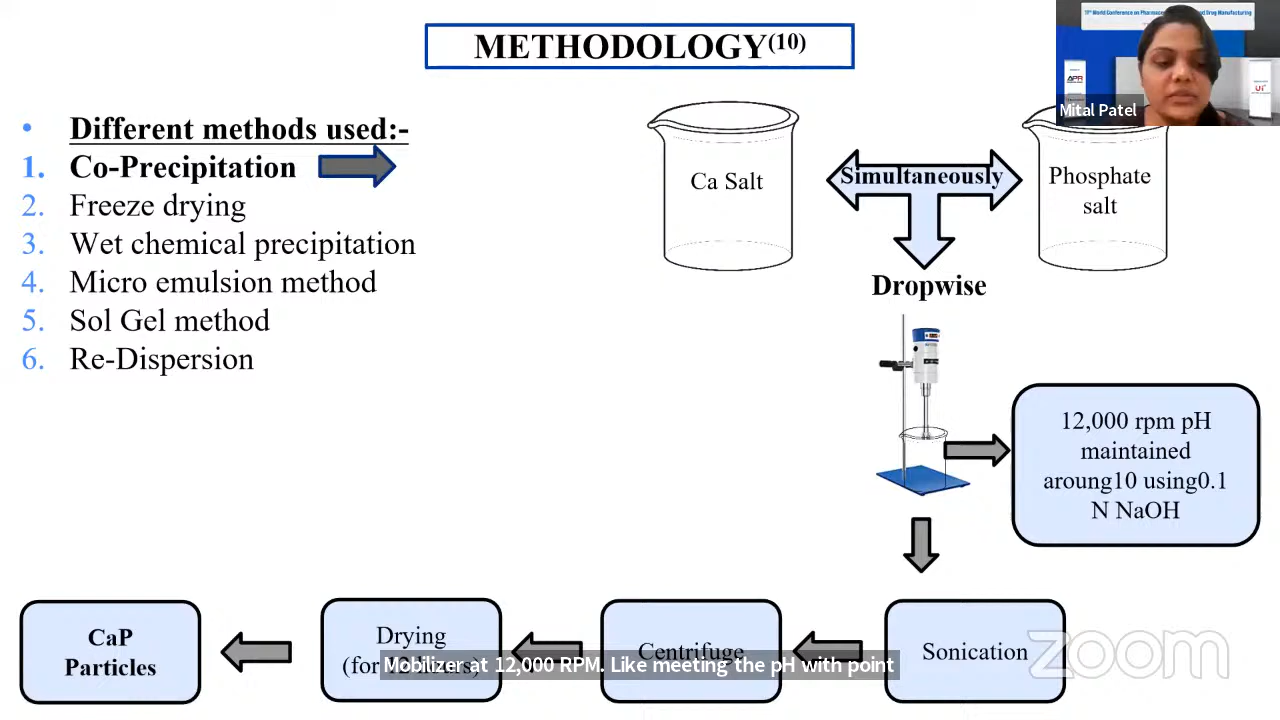 METHODOLOGY(10)
• Different methods used:-
1. Co-Precipitation
2. Freeze drying
3. Wet chemical precipitation
4. Micro emulsion method
5. Sol Gel method
6. Re-Dispersion
Ca Salt
Simultaneously
Phosphate
salt
Dropwise
12,000 rpm pH
maintained
aroung10 using0.1
N NaOH
CaP
Particles
Drying
(for 12 hours)
Centrifuge
Sonication
Mobilizer at 12,000 RPM. Like meeting the pH with point
zoom
Mital Patel
APR